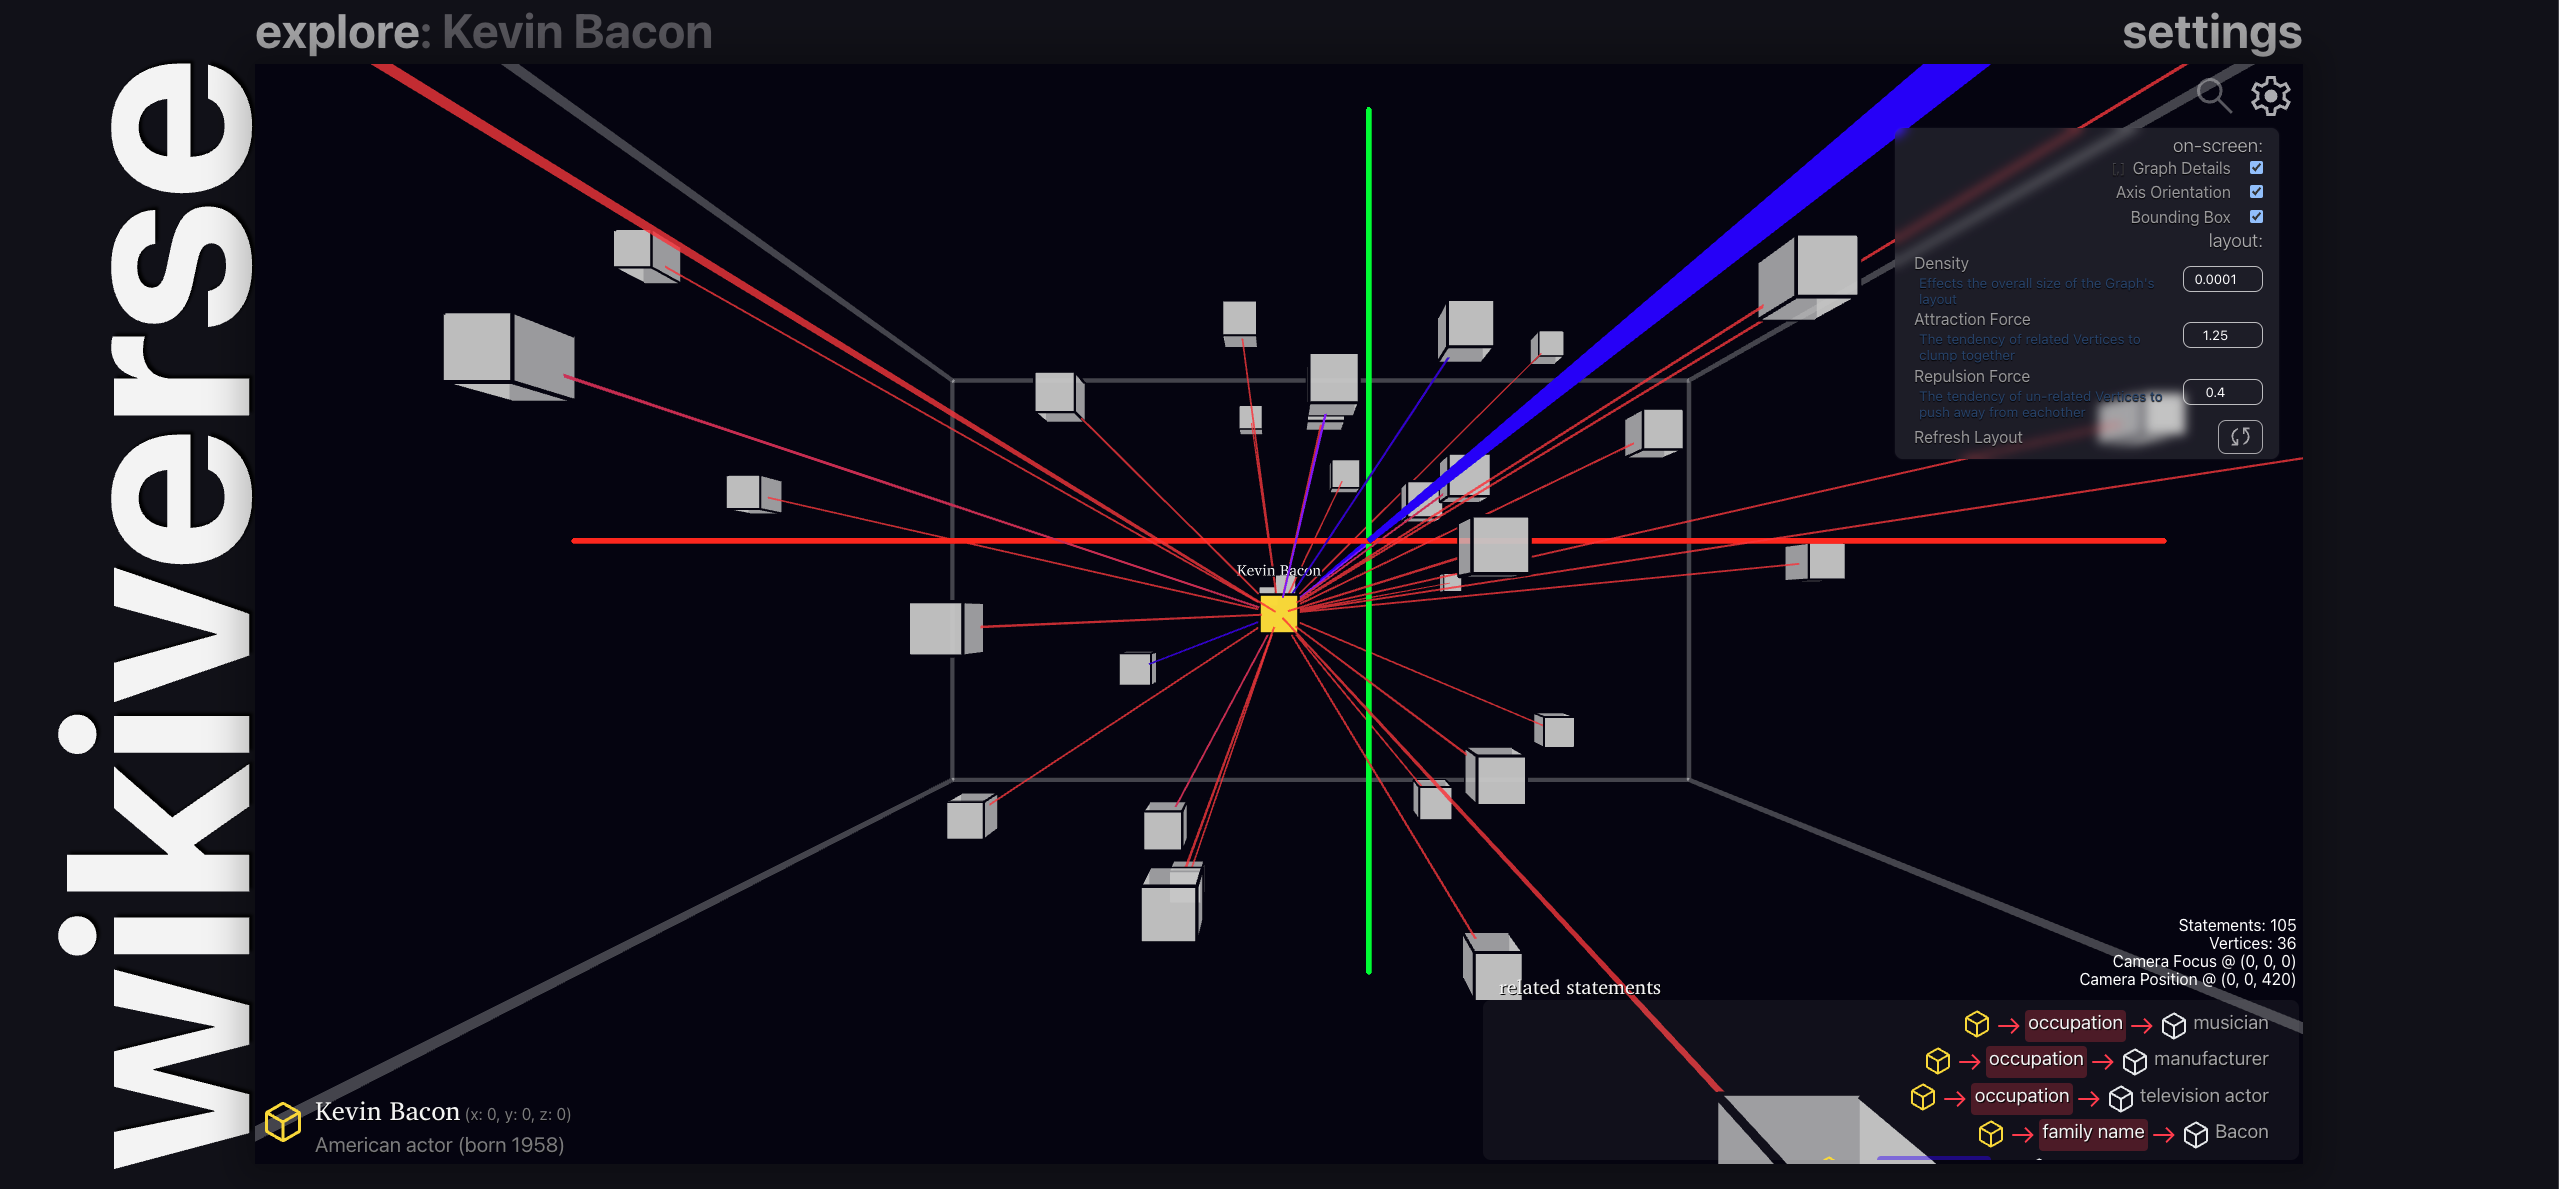 explore: Kevin Bacon
settings
wikiverse
on-screen:
Graph Details
Axis Orientation
Bounding Box
layout:
Density
0.0001
Effects the overall size of the Graph's
layout
Attraction Force
1.25
The tendency of related Vertices to
clump together
Repulsion Force
0.4
The tendency of un-related Vertices to
push away from eachother
Refresh Layout
Kevin Bacon
Statements: 105
Vertices: 36
Camera Focus @ (0, 0, 0)
Camera Position @ (0, 0, 420)
related statements
occupation musician
occupation manufacturer
occupation television actor
family name Bacon
Kevin Bacon (x: 0, y: 0, z: 0)
American actor (born 1958)